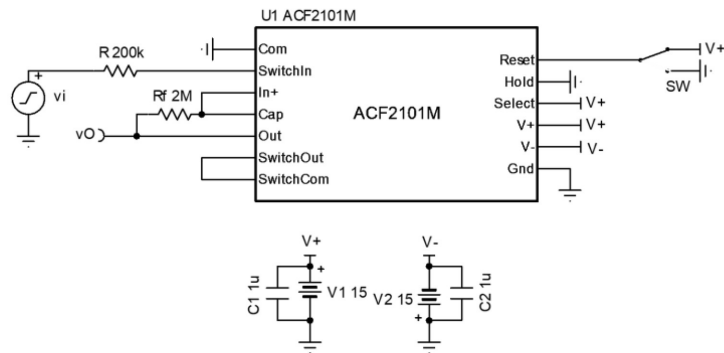 U1 ACF2101M
R 200k
vi
Rf 2M
vO
Com
SwitchIn
In+
Cap
Out
SwitchOut
SwitchCom
ACF2101M
Reset
Hold
Select
V+
V-
Gnd
V+
SW
V+
V+
V-
V+
C1 1u
+
V1 15
V-
V2 15
+
C2 1u
+